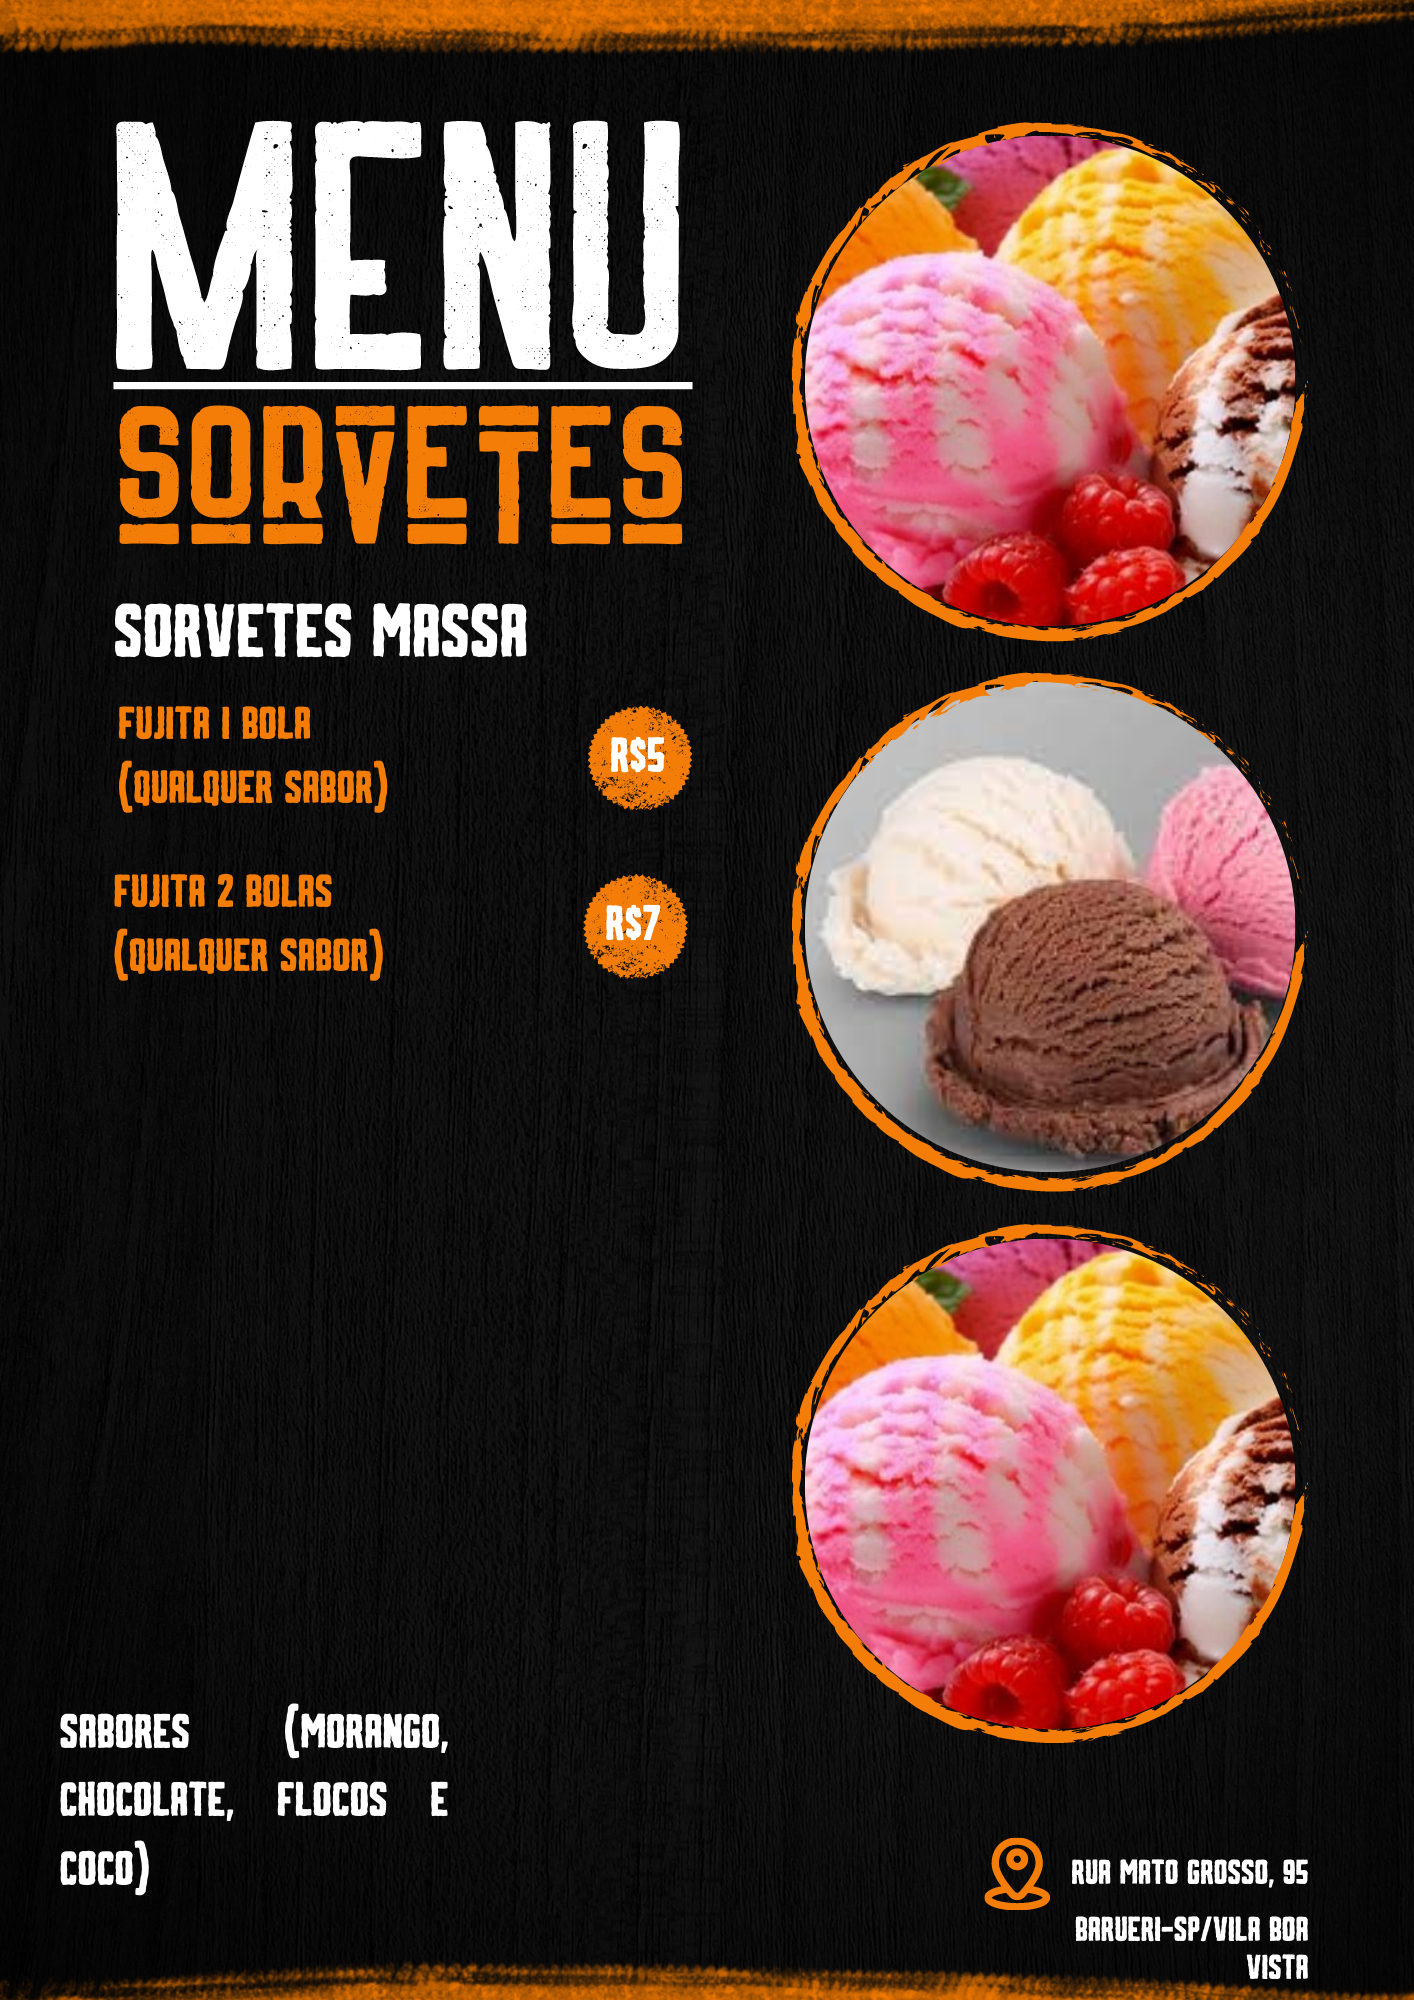 MENU
SORVETES
SORVETES MASSA
FUJITA 1 BOLA
(QUALQUER SABOR)
R$5
FUJITA 2 BOLAS
(QUALQUER SABOR)
R$7
SABORES (MORANGO,
CHOCOLATE, FLOCOS E
COCO)
RUA MATO GROSSO, 95
BARUERI-SP/VILA BOA
VISTA